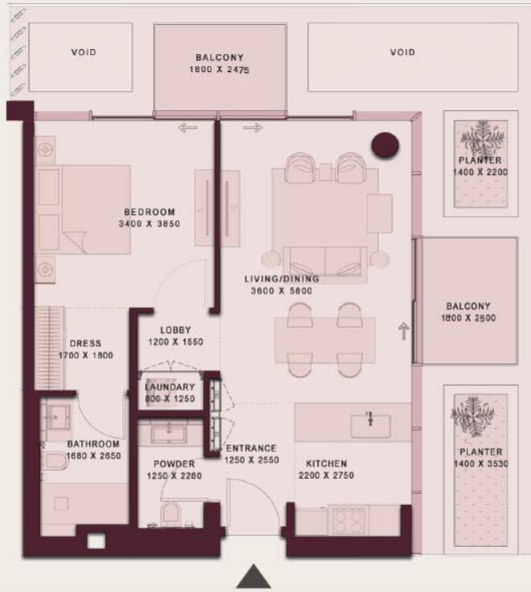 VOID
BALCONY
1800 X 2475
VOID
PLANTER
1400 X 2200
BEDROOM
3400 X 3850
LIVING/DINING
3600 X 5800
BALCONY
1800 X 2800
LOBBY
1200 X 1550
DRESS
1700 X 1800
LAUNDARY
800 X 1250
BATHROOM
1680 X 2650
ENTRANCE
1250 X 2550
POWDER
1250 X 2280
KITCHEN
2200 X 2750
PLANTER
1400 X 3530